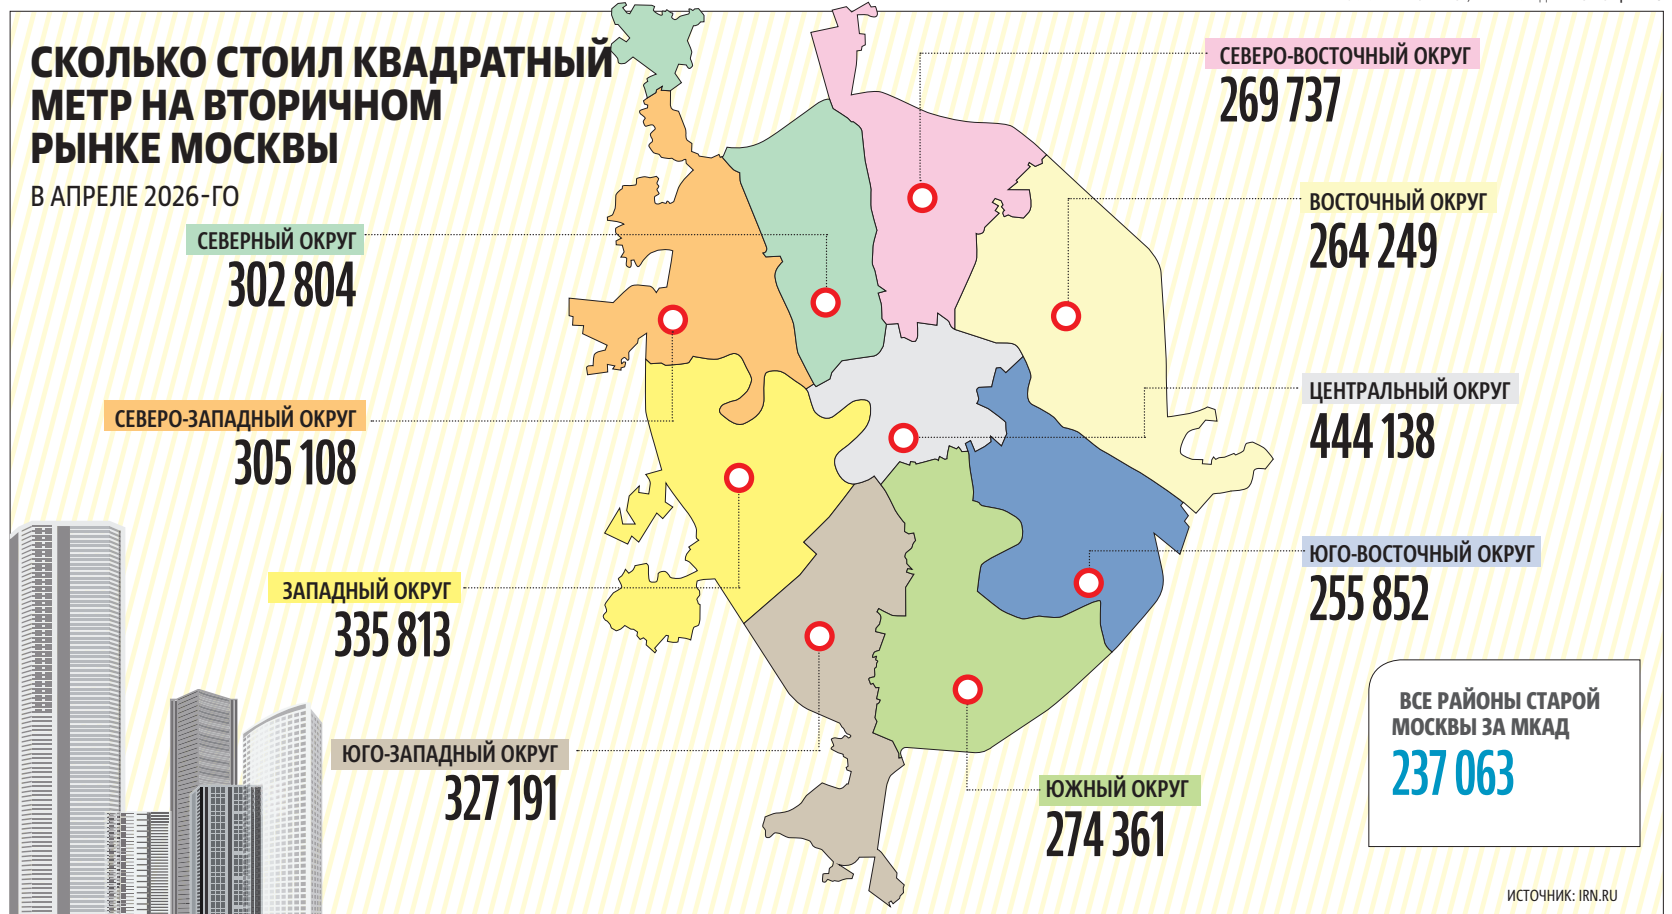 СКОЛЬКО СТОИЛ КВАДРАТНЫЙ
МЕТР НА ВТОРИЧНОМ
РЫНКЕ МОСКВЫ
В АПРЕЛЕ 2026-ГО
СЕВЕРНЫЙ ОКРУГ
302 804
СЕВЕРО-ЗАПАДНЫЙ ОКРУГ
305 108
ЗАПАДНЫЙ ОКРУГ
335 813
ЮГО-ЗАПАДНЫЙ ОКРУГ
327 191
СЕВЕРО-ВОСТОЧНЫЙ ОКРУГ
269 737
ВОСТОЧНЫЙ ОКРУГ
264 249
ЦЕНТРАЛЬНЫЙ ОКРУГ
444 138
ЮГО-ВОСТОЧНЫЙ ОКРУГ
255 852
ЮЖНЫЙ ОКРУГ
274 361
ВСЕ РАЙОНЫ СТАРОЙ
МОСКВЫ ЗА МКАД
237 063
ИСТОЧНИК: IRN.RU